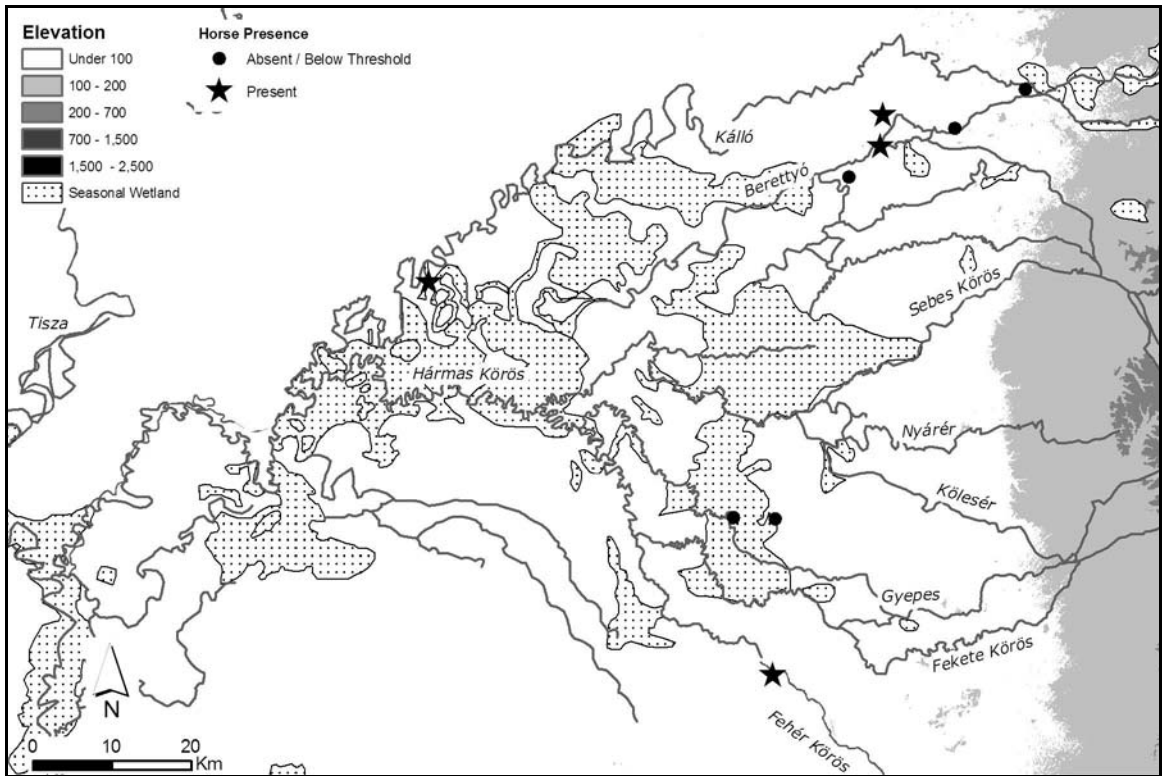 Elevation
Under 100
100 - 200
200 - 700
700 - 1,500
1,500 - 2,500
Seasonal Wetland
Horse Presence
Absent / Below Threshold
Present
Kálló
Berettyó
Sebes Körös
Tisza
Hármas Körös
Nyárér
Kölesér
Gyepes
Fekete Körös
Fehér Körös
N
0 10 20
Km